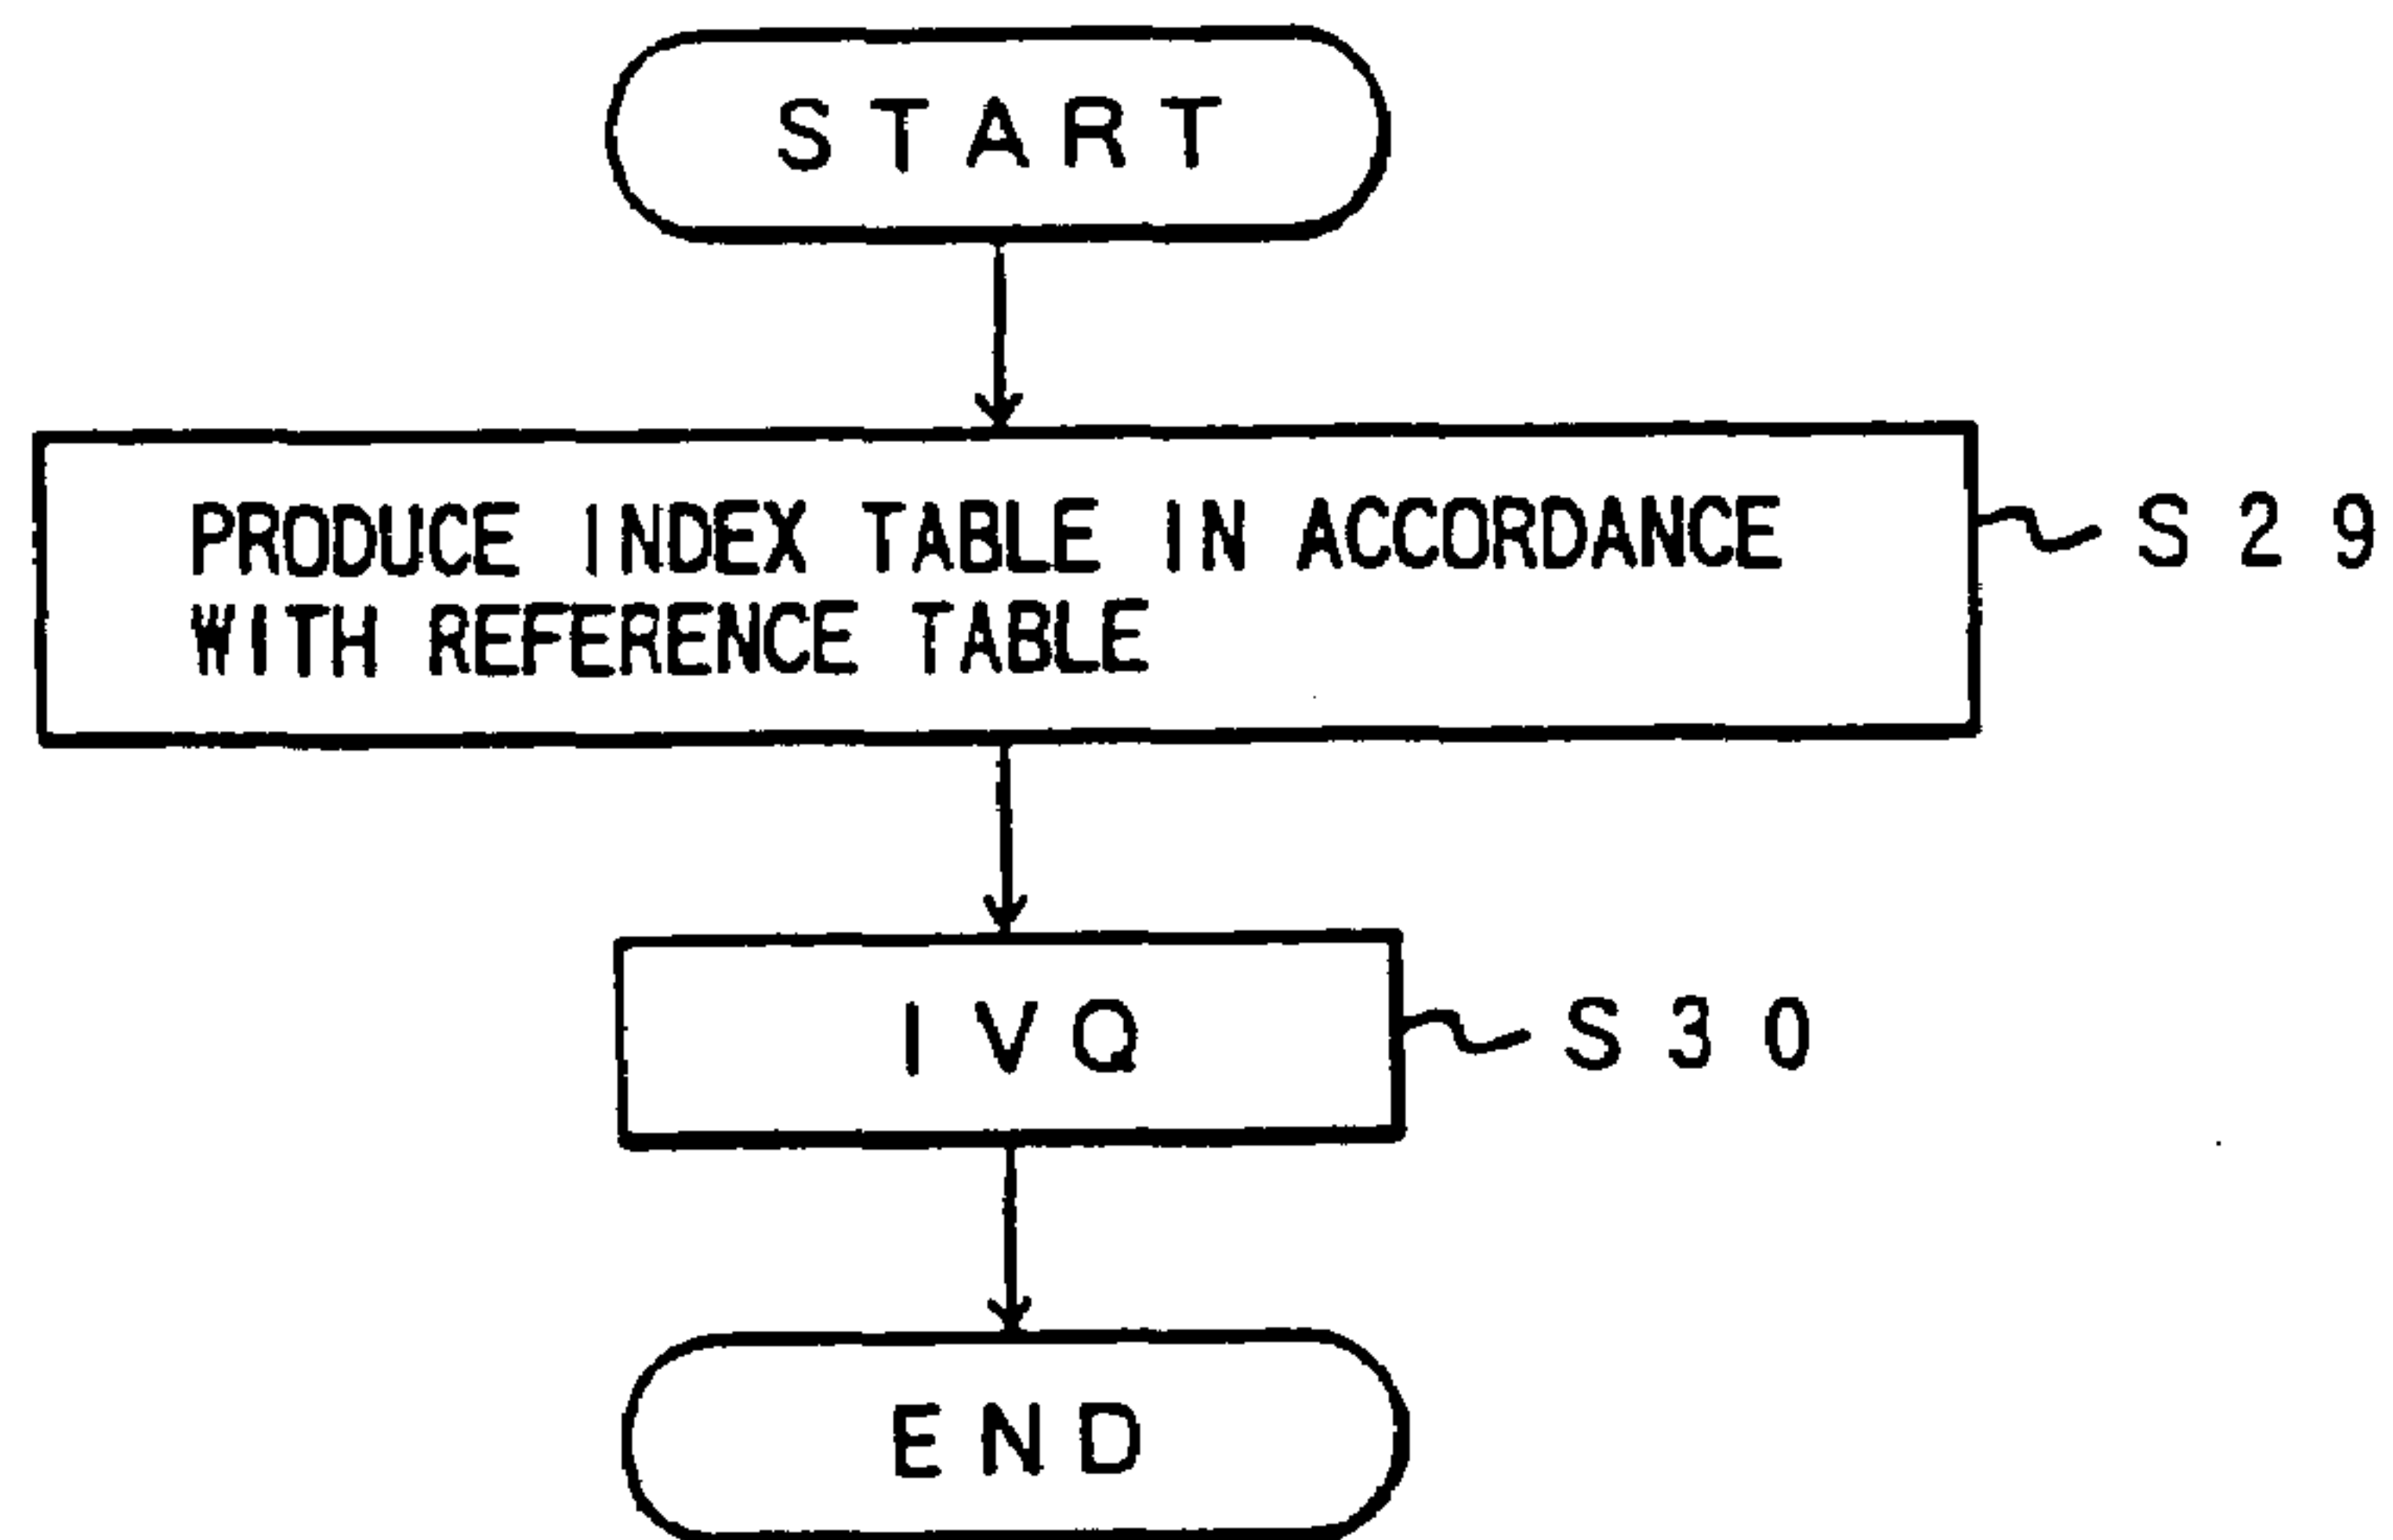 START
PRODUCE INDEX TABLE IN ACCORDANCE
WITH REFERENCE TABLE
S29
IVQ
S30
END